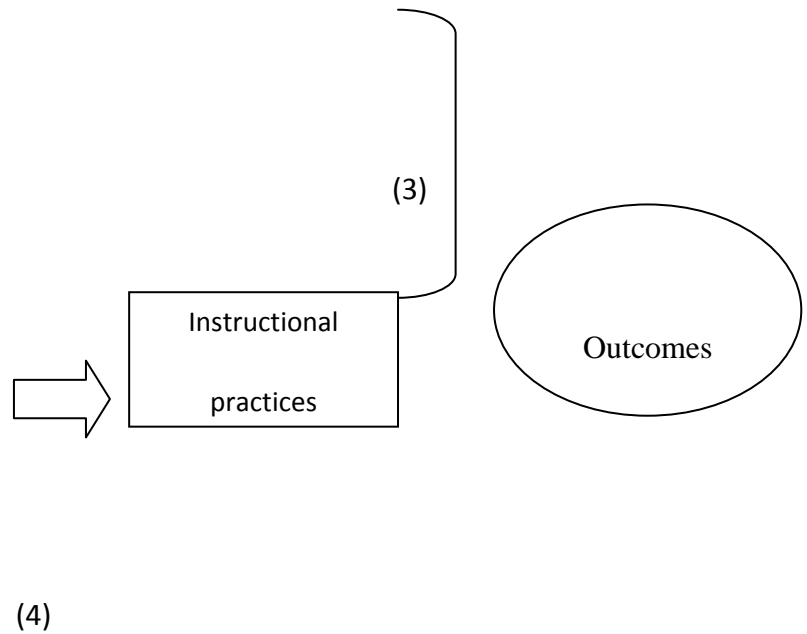 (3)
Instructional
practices
Outcomes
(4)